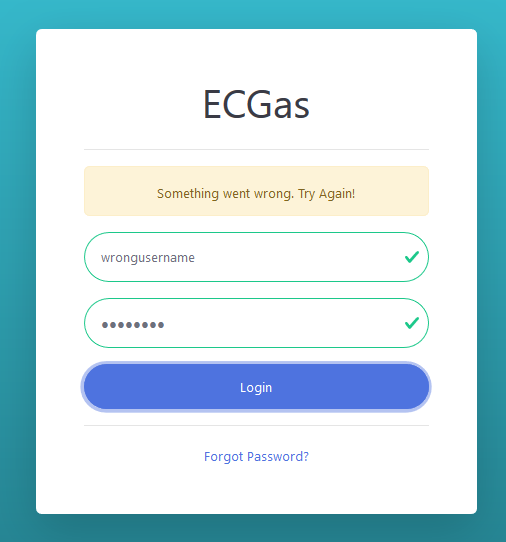 ECGas
Something went wrong. Try Again!
wrongusername
••••••••
Login
Forgot Password?